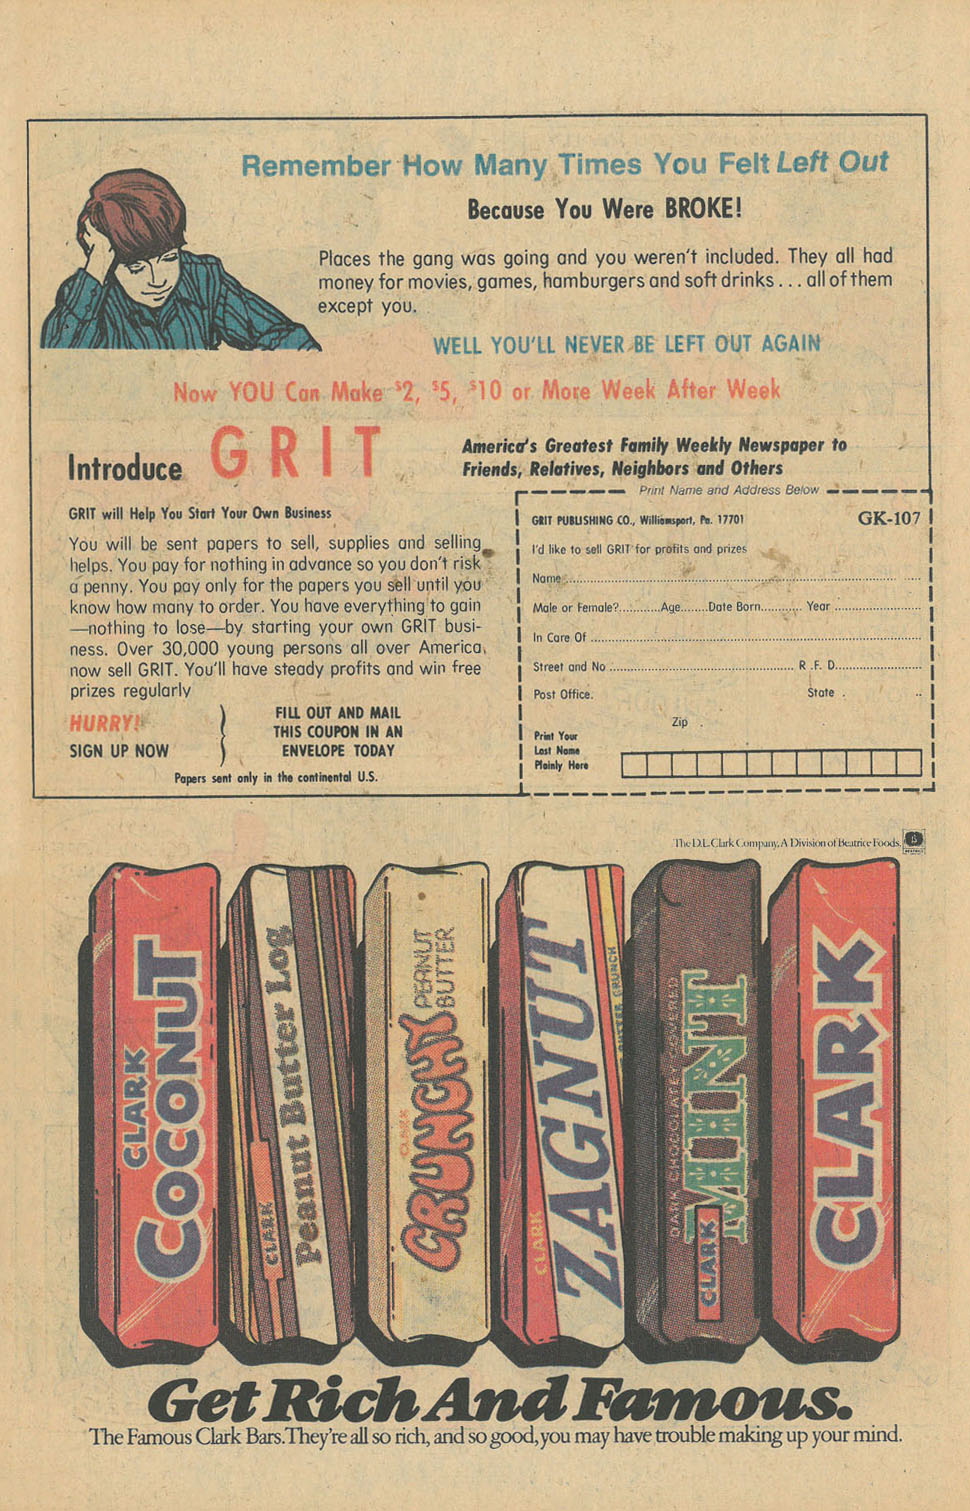 Remember How Many Times You Felt Left Out
Because You Were BROKE!
Places the gang was going and you weren't included. They all had
money for movies, games, hamburgers and soft drinks . . . all of them
except you.
WELL YOU'LL NEVER BE LEFT OUT AGAIN
Now YOU Can Make $2, $5, $10 or More Week After Week
Introduce GRIT
America's Greatest Family Weekly Newspaper to
Friends, Relatives, Neighbors and Others
GRIT will Help You Start Your Own Business
You will be sent papers to sell, supplies and selling
helps. You pay for nothing in advance so you don't risk
a penny. You pay only for the papers you sell until you
know how many to order. You have everything to gain
—nothing to lose—by starting your own GRIT busi-
ness. Over 30,000 young persons all over America
now sell GRIT. You'll have steady profits and win free
prizes regularly
HURRY!
SIGN UP NOW
FILL OUT AND MAIL
THIS COUPON IN AN
ENVELOPE TODAY
Papers sent only in the continental U.S.
Print Name and Address Below
GRIT PUBLISHING CO., Williamsport, Pa. 17701 GK-107
I'd like to sell GRIT for profits and prizes
Name
Male or Female? Age Date Born Year
In Care Of
Street and No R.F.D.
Post Office. State
Zip
Print Your
Last Name
Plainly Here
The D.L. Clark Company, A Division of Beatrice Foods.
CLARK
COCONUT
CLARK
Peanut Butter Log
CLARK
CRUNCHY
PEANUT
BUTTER
CLARK
ZAGNUT
BUTTER CRUNCH
DARK CHOCOLATE COVERED
CLARK
MINT
CLARK
Get Rich And Famous.
The Famous Clark Bars. They're all so rich, and so good, you may have trouble making up your mind.